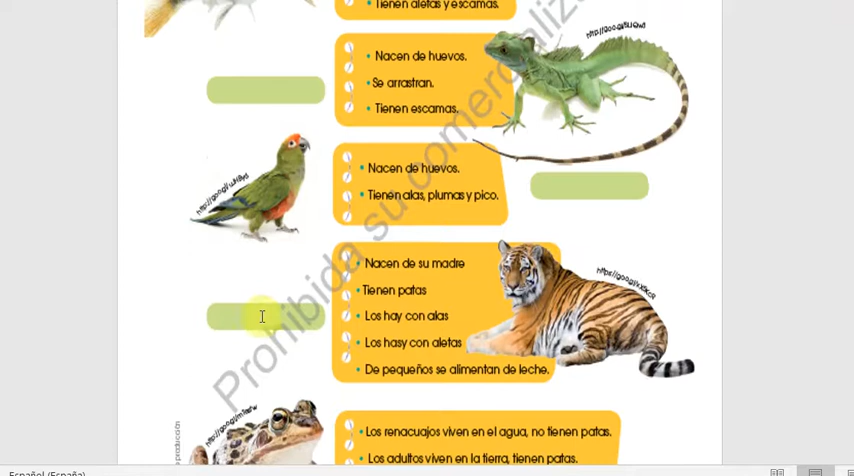 • Tienen aletas y escamas.
• Nacen de huevos.
• Se arrastran.
• Tienen escamas.
• Nacen de huevos.
• Tienen alas, plumas y pico.
• Nacen de su madre
• Tienen patas
• Los hay con alas
• Los hasy con aletas
• De pequeños se alimentan de leche.
• Los renacuajos viven en el agua, no tienen patas.
• Los adultos viven en la tierra, tienen patas.
Prohibida su comercializa
Español (España)